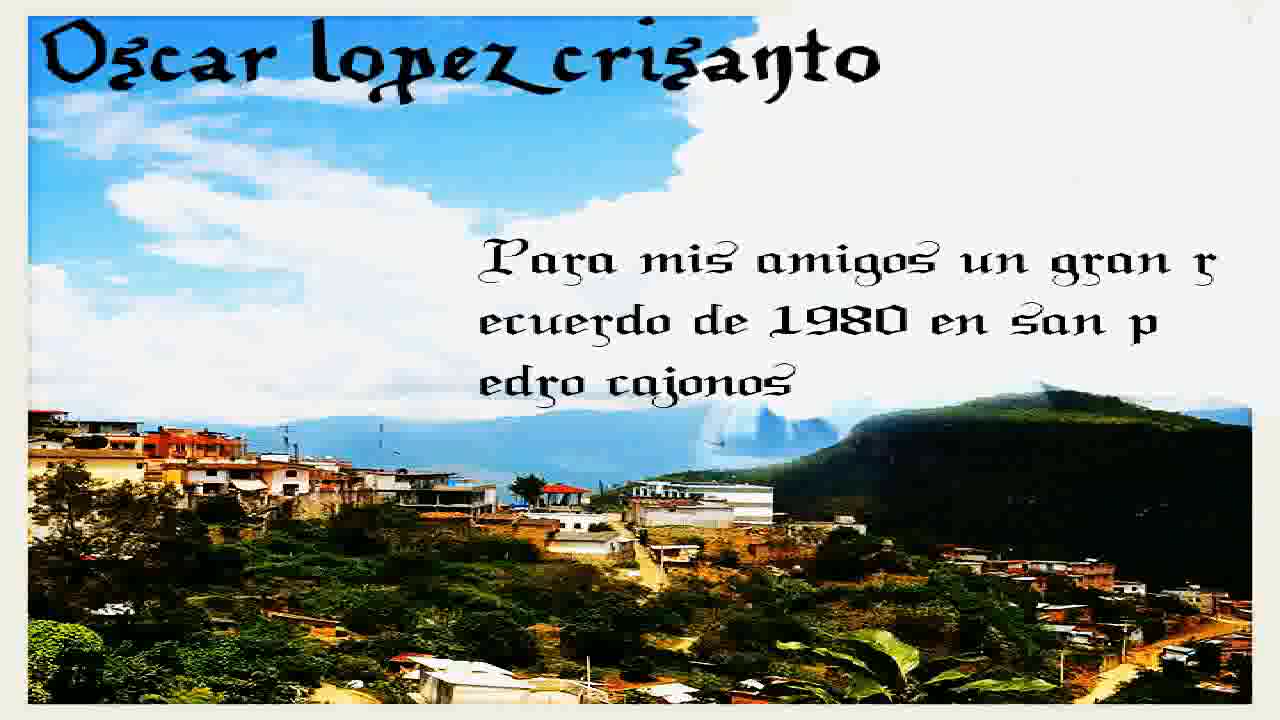 Oscar lopez crisanto
Para mis amigos un gran r
ecuerdo de 1980 en san p
edro cajonos